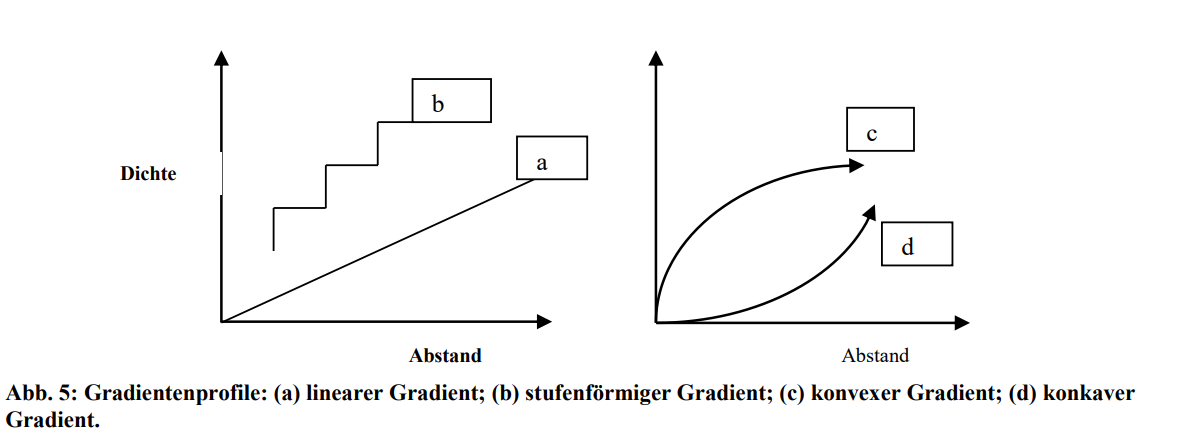 b
c
a
Dichte
d
Abstand
Abstand
Abb. 5: Gradientenprofile: (a) linearer Gradient; (b) stufenförmiger Gradient; (c) konvexer Gradient; (d) konkaver
Gradient.